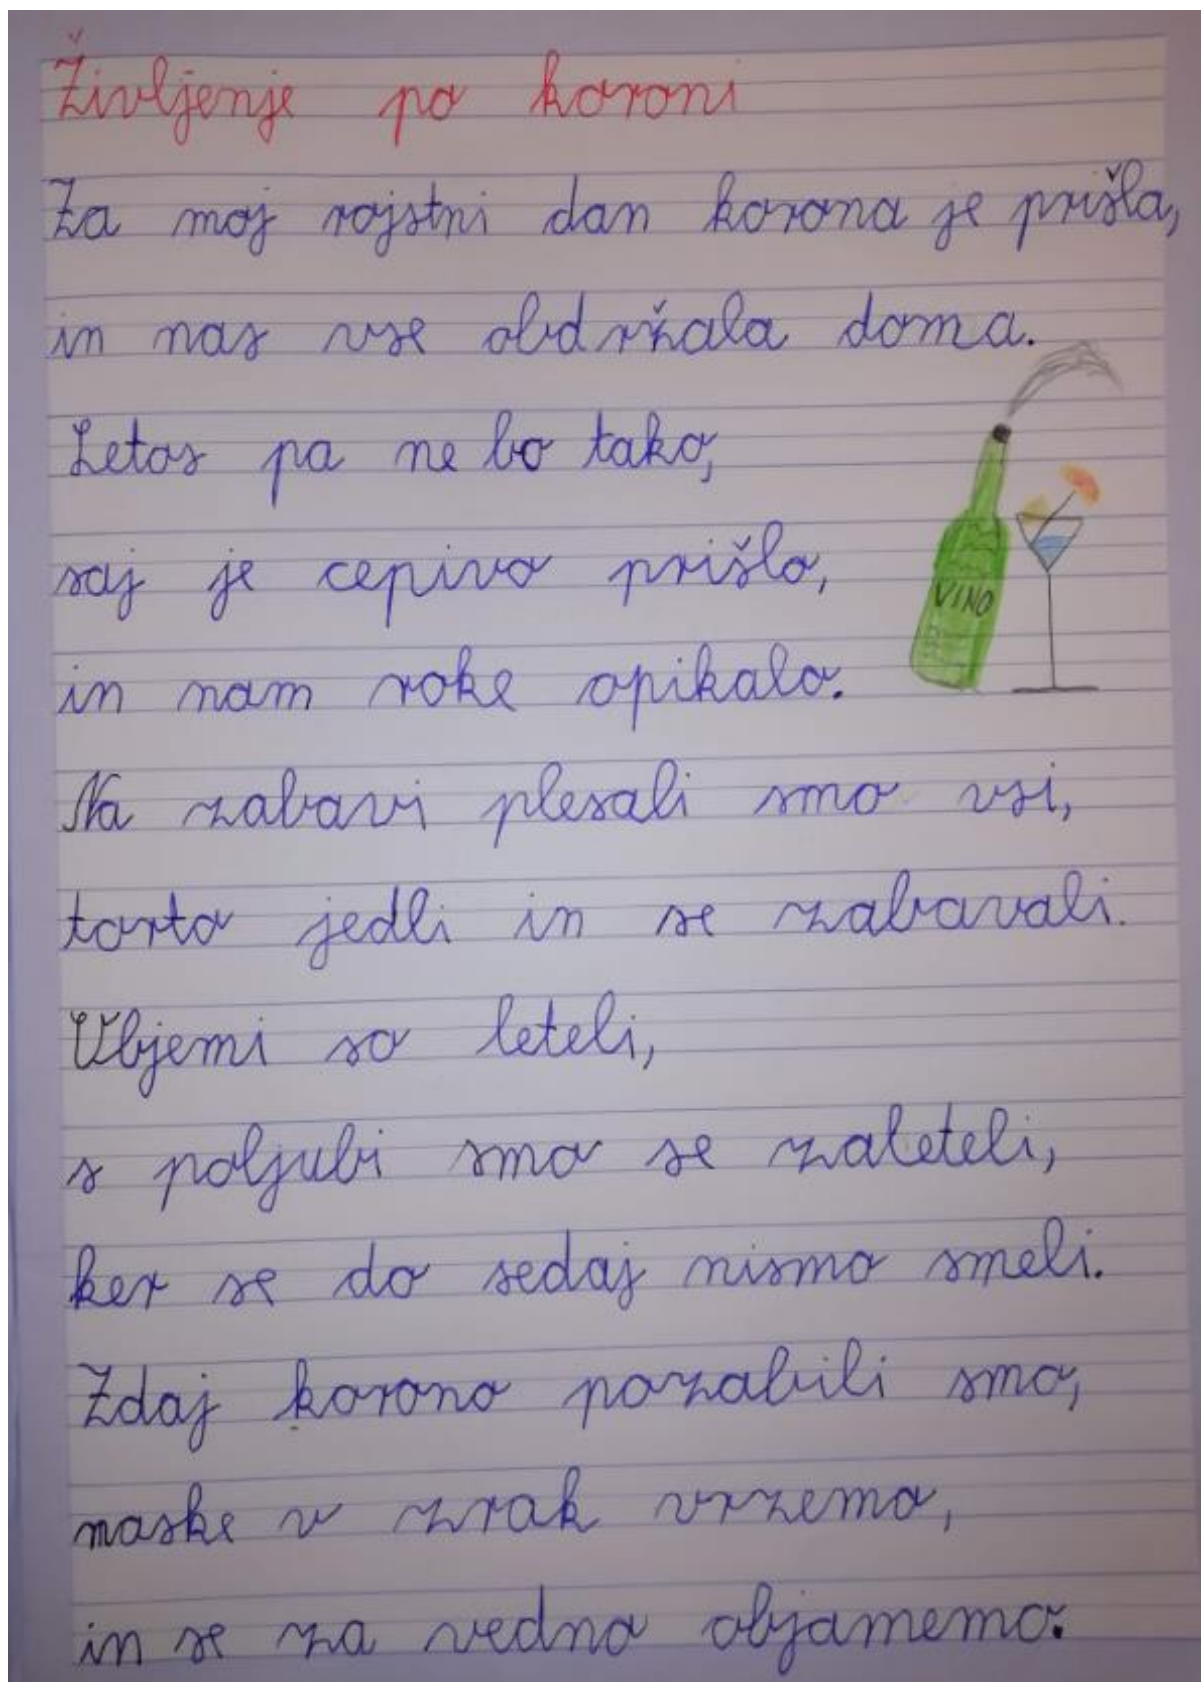 Življenje po koroni
Za moj rojstni dan korona je prišla,
in nas vse obdržala doma.
Letos pa ne bo tako,
saj je cepivo prišlo,
VINO
in nam roke opikalo.
Na zabavi plesali smo vsi,
torto jedli in se zabavali.
Objemi so leteli,
s poljubi smo se zaleteli,
ker se do sedaj nismo smeli.
Zdaj korono pozabili smo,
maske v zrak vrzemo,
in se za vedno objamemo.